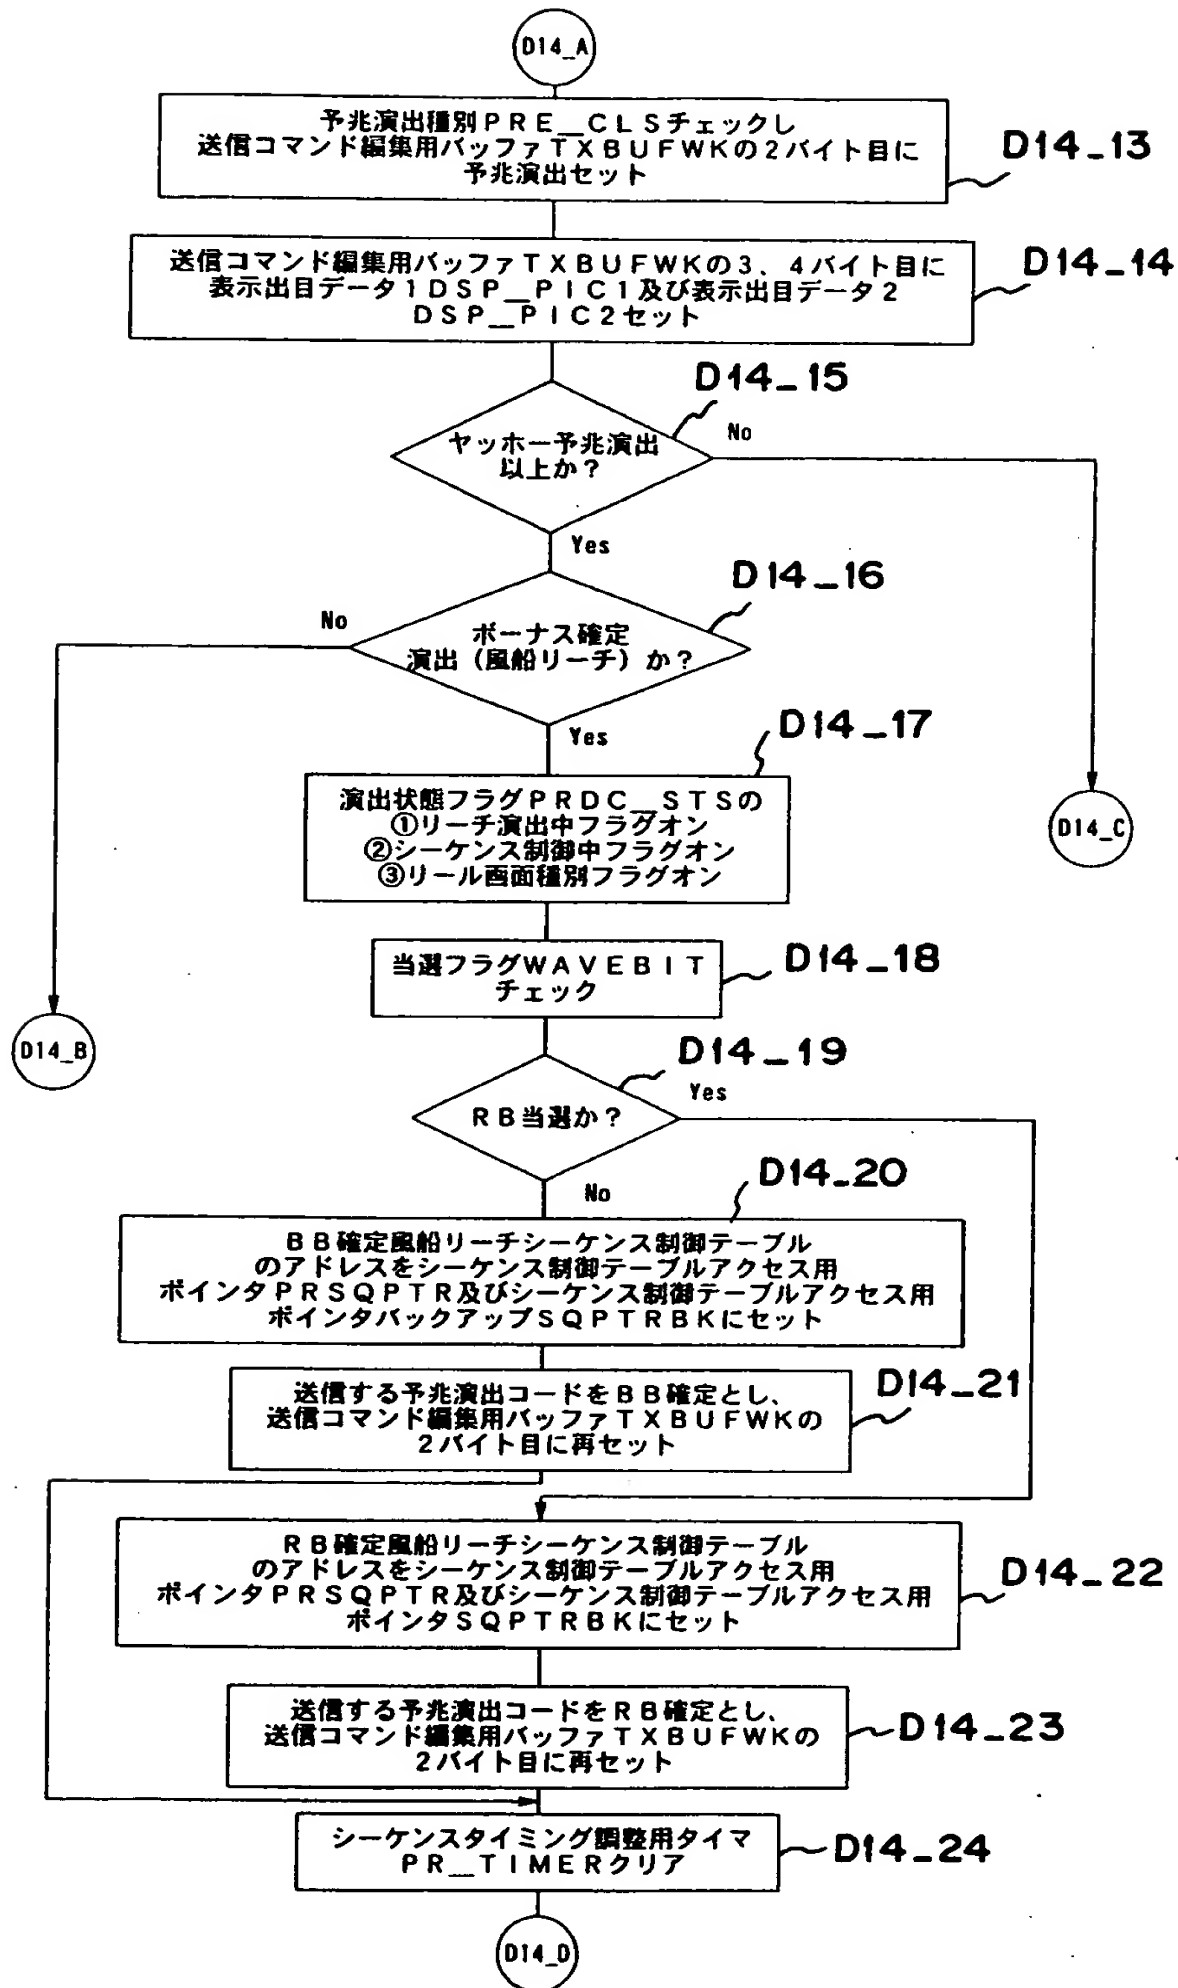 D14_A
予兆演出種別PRE__CLSチェックし
送信コマンド編集用バッファTXBUFWKの2バイト目に
予兆演出セット
D14_13
送信コマンド編集用バッファTXBUFWKの3、4バイト目に
表示出目データ1DSP__PIC1及び表示出目データ2
DSP__PIC2セット
D14_14
D14_15
ヤッホー予兆演出
以上か?
No
Yes
D14_16
No
ボーナス確定
演出(風船リーチ)か?
Yes
D14_17
演出状態フラグPRDC__STSの
①リーチ演出中フラグオン
②シーケンス制御中フラグオン
③リール画面種別フラグオン
D14_C
当選フラグWAVEBIT
チェック
D14_18
D14_B
D14_19
RB当選か?
Yes
No
D14_20
BB確定風船リーチシーケンス制御テーブル
のアドレスをシーケンス制御テーブルアクセス用
ポインタPRSQPTR及びシーケンス制御テーブルアクセス用
ポインタバックアップSQPTRBKにセット
D14_21
送信する予兆演出コードをBB確定とし、
送信コマンド編集用バッファTXBUFWKの
2バイト目に再セット
RB確定風船リーチシーケンス制御テーブル
のアドレスをシーケンス制御テーブルアクセス用
ポインタPRSQPTR及びシーケンス制御テーブルアクセス用
ポインタSQPTRBKにセット
D14_22
送信する予兆演出コードをRB確定とし、
送信コマンド編集用バッファTXBUFWKの
2バイト目に再セット
D14_23
シーケンスタイミング調整用タイマ
PR__TIMERクリア
D14_24
D14_D